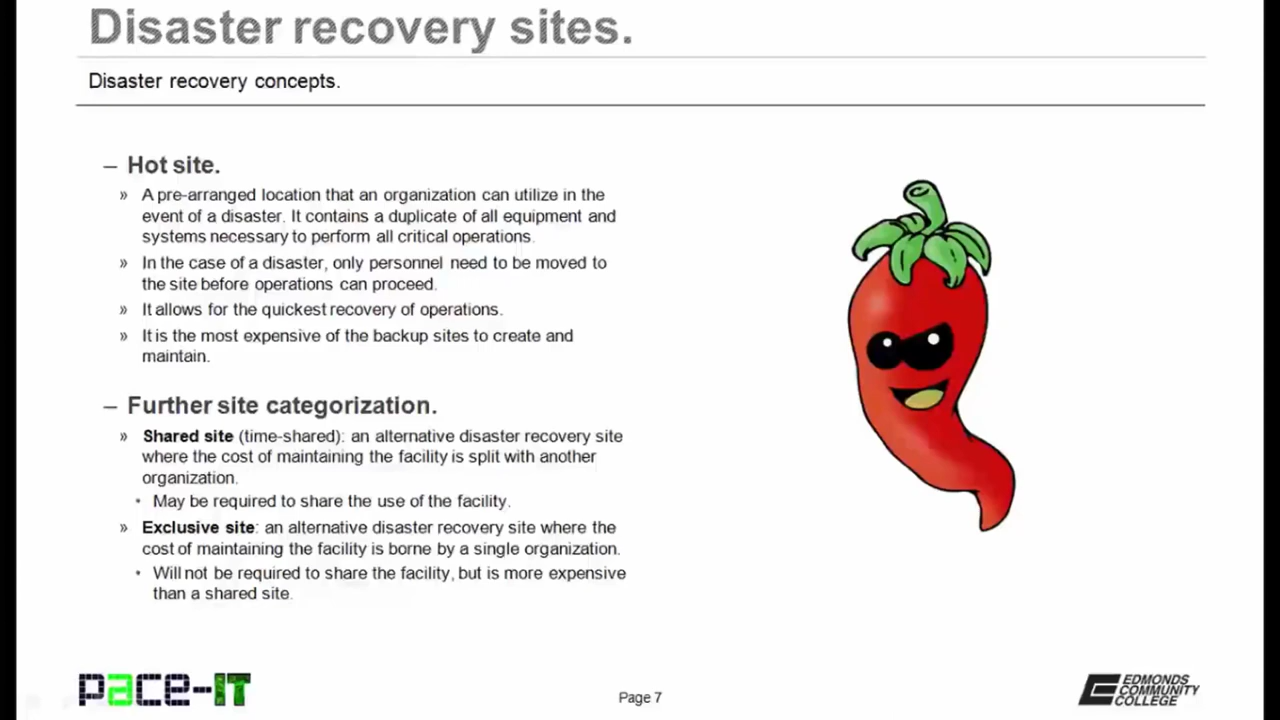 Disaster recovery sites.
Disaster recovery concepts.
– Hot site.
» A pre-arranged location that an organization can utilize in the
event of a disaster. It contains a duplicate of all equipment and
systems necessary to perform all critical operations.
» In the case of a disaster, only personnel need to be moved to
the site before operations can proceed.
» It allows for the quickest recovery of operations.
» It is the most expensive of the backup sites to create and
maintain.
– Further site categorization.
» Shared site (time-shared): an alternative disaster recovery site
where the cost of maintaining the facility is split with another
organization.
• May be required to share the use of the facility.
» Exclusive site: an alternative disaster recovery site where the
cost of maintaining the facility is borne by a single organization.
• Will not be required to share the facility, but is more expensive
than a shared site.
pace-IT
Page 7
EDMONDS
COMMUNITY
COLLEGE